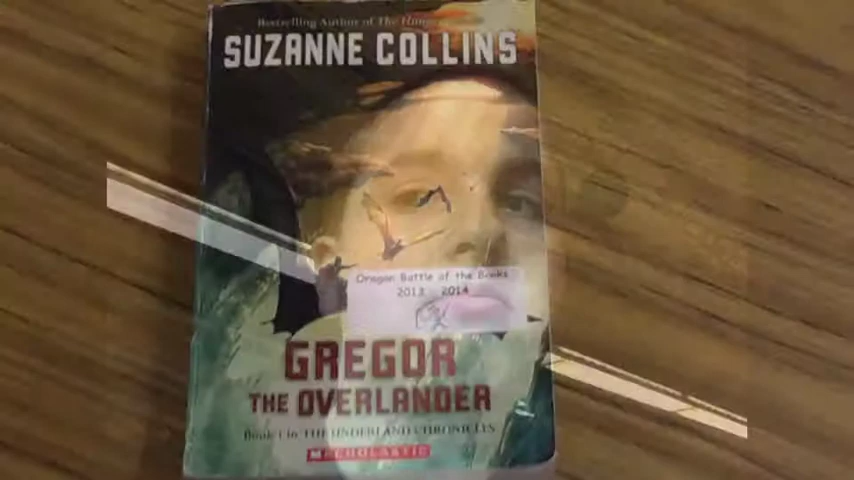 Bestselling Author of The Hunger
SUZANNE COLLINS
Oregon Battle of the Books
2013 - 2014
GREGOR
THE OVERLANDER
Book 1 in THE UNDERLAND CHRONICLES
SCHOLASTIC